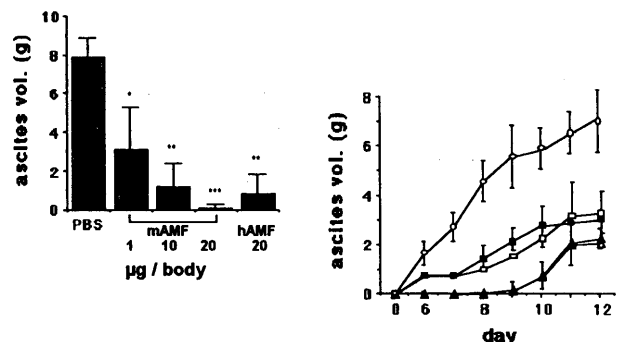 ascites vol. (g)
10
8
6
4
2
0
*
**
***
**
PBS
mAMF
hAMF
1 10 20 20
µg / body
ascites vol. (g)
8
6
4
2
0
0 6 8 10 12
day